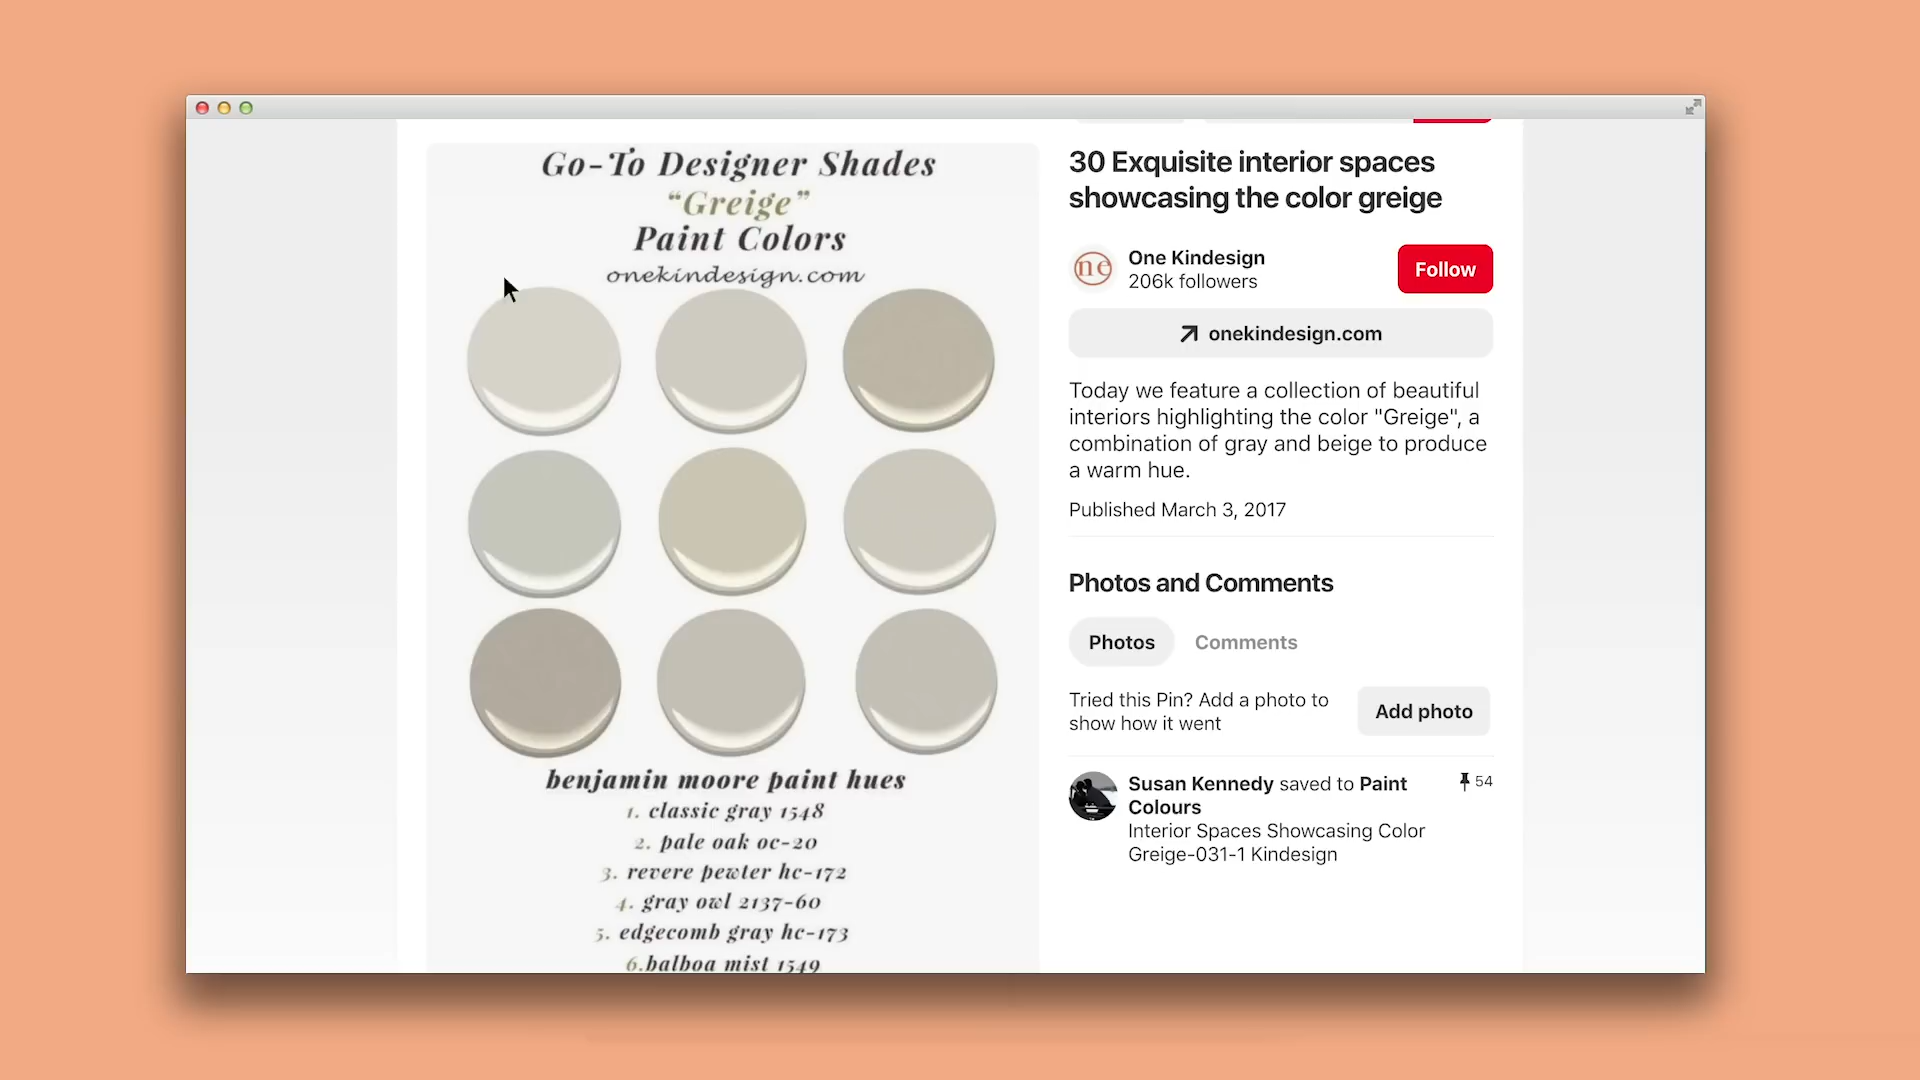 Go-To Designer Shades
“Greige”
Paint Colors
onekindesign.com
benjamin moore paint hues
1. classic gray 1548
2. pale oak oc-20
3. revere pewter hc-172
4. gray owl 2137-60
5. edgecomb gray hc-173
6.balboa mist 1549
30 Exquisite interior spaces
showcasing the color greige
ne
One Kindesign
206k followers
Follow
onekindesign.com
Today we feature a collection of beautiful
interiors highlighting the color "Greige", a
combination of gray and beige to produce
a warm hue.
Published March 3, 2017
Photos and Comments
Photos
Comments
Tried this Pin? Add a photo to
show how it went
Add photo
Susan Kennedy saved to Paint
Colours
54
Interior Spaces Showcasing Color
Greige-031-1 Kindesign